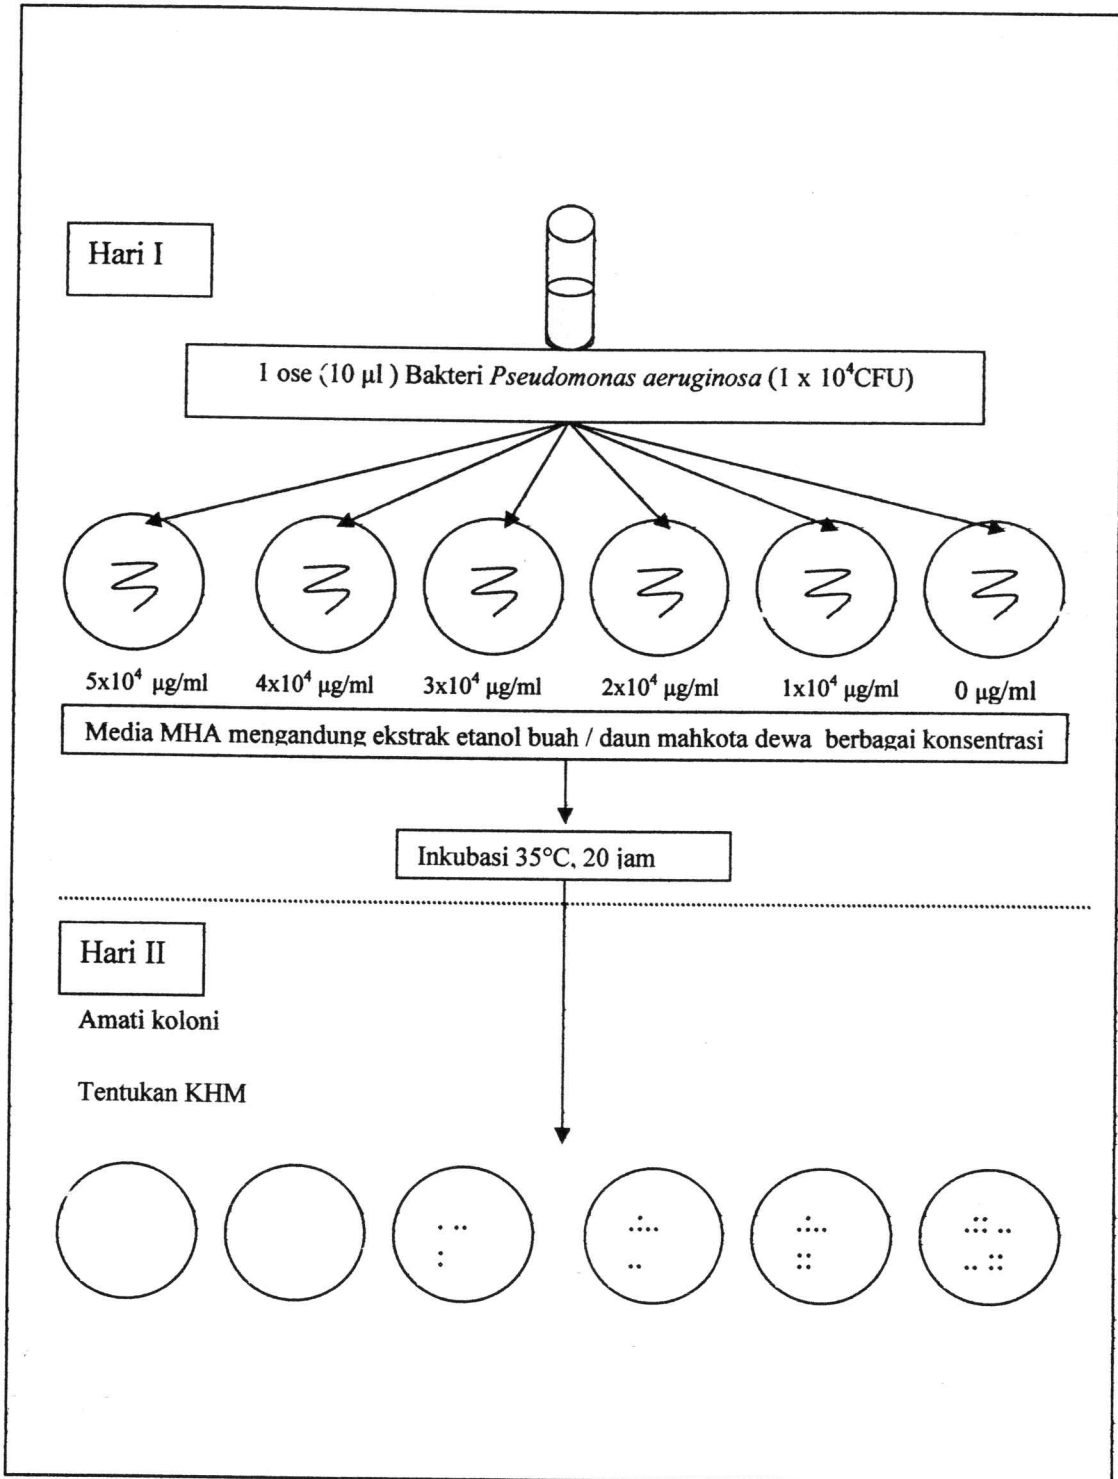 Hari I
1 ose (10 µl ) Bakteri Pseudomonas aeruginosa (1 x 10⁴CFU)
5x10⁴ µg/ml 4x10⁴ µg/ml 3x10⁴ µg/ml 2x10⁴ µg/ml 1x10⁴ µg/ml 0 µg/ml
Media MHA mengandung ekstrak etanol buah / daun mahkota dewa berbagai konsentrasi
Inkubasi 35°C, 20 jam
Hari II
Amati koloni
Tentukan KHM